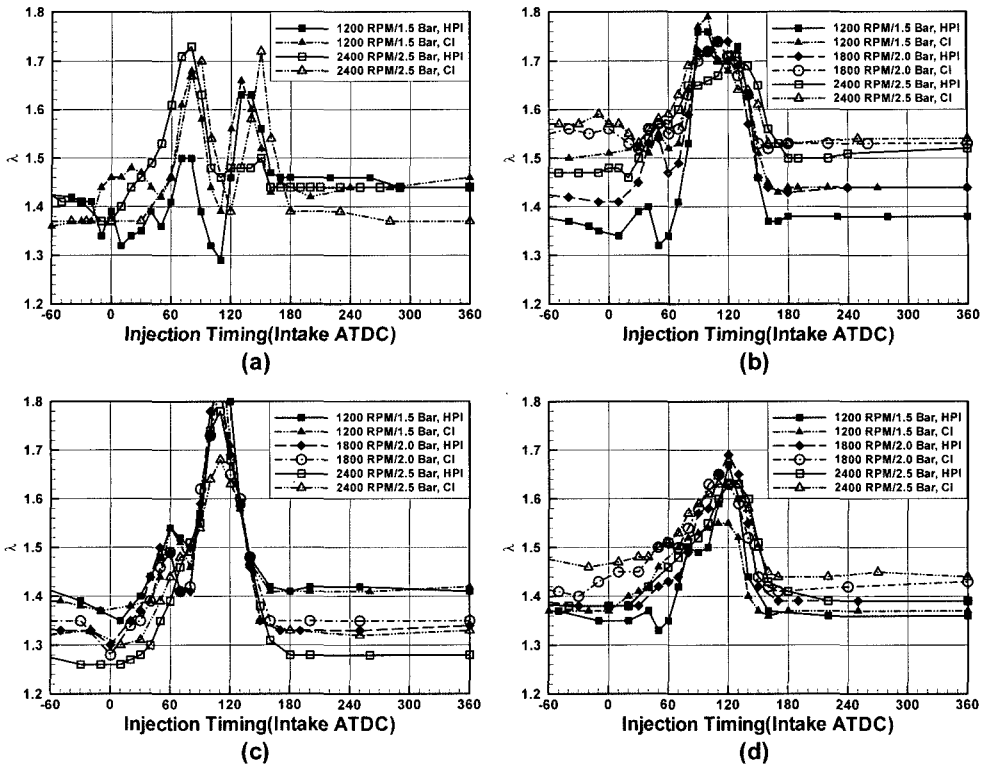 1.8
1.7
1.6
1.5
1.4
1.3
1.2
λ
1200 RPM/1.5 Bar, HPI
1200 RPM/1.5 Bar, CI
2400 RPM/2.5 Bar, HPI
2400 RPM/2.5 Bar, CI
-60 0 60 120 180 240 300 360
Injection Timing(Intake ATDC)
(a)
1.8
1.7
1.6
1.5
1.4
1.3
1.2
λ
1200 RPM/1.5 Bar, HPI
1200 RPM/1.5 Bar, CI
1800 RPM/2.0 Bar, HPI
1800 RPM/2.0 Bar, CI
2400 RPM/2.5 Bar, HPI
2400 RPM/2.5 Bar, CI
-60 0 60 120 180 240 300 360
Injection Timing(Intake ATDC)
(b)
1.8
1.7
1.6
1.5
1.4
1.3
1.2
λ
1200 RPM/1.5 Bar, HPI
1200 RPM/1.5 Bar, CI
1800 RPM/2.0 Bar, HPI
1800 RPM/2.0 Bar, CI
2400 RPM/2.5 Bar, HPI
2400 RPM/2.5 Bar, CI
-60 0 60 120 180 240 300 360
Injection Timing(Intake ATDC)
(c)
1.8
1.7
1.6
1.5
1.4
1.3
1.2
λ
1200 RPM/1.5 Bar, HPI
1200 RPM/1.5 Bar, CI
1800 RPM/2.0 Bar, HPI
1800 RPM/2.0 Bar, CI
2400 RPM/2.5 Bar, HPI
2400 RPM/2.5 Bar, CI
-60 0 60 120 180 240 300 360
Injection Timing(Intake ATDC)
(d)